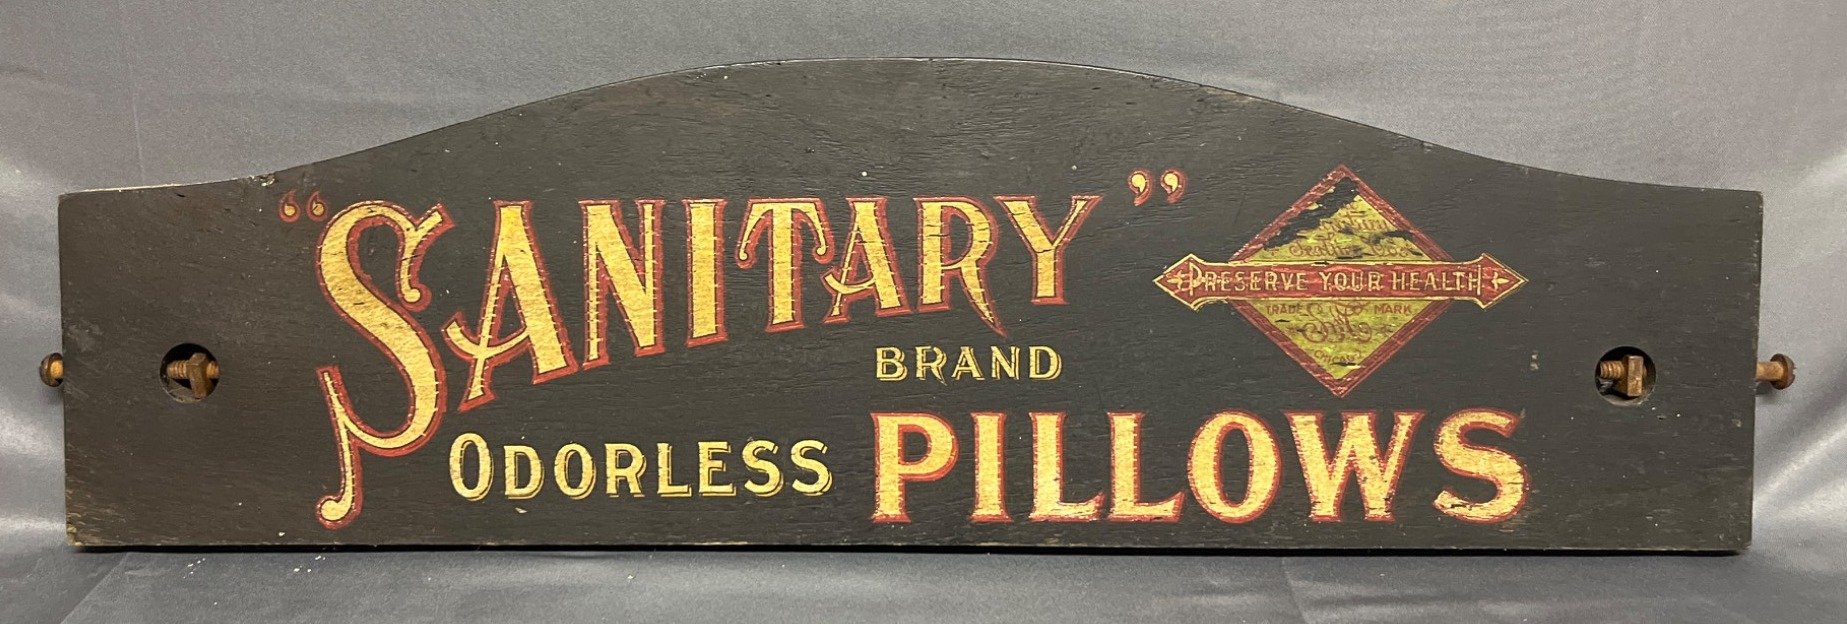 "SANITARY"
BRAND
ODORLESS PILLOWS
PRESERVE YOUR HEALTH
TRADE MARK
CHICAGO